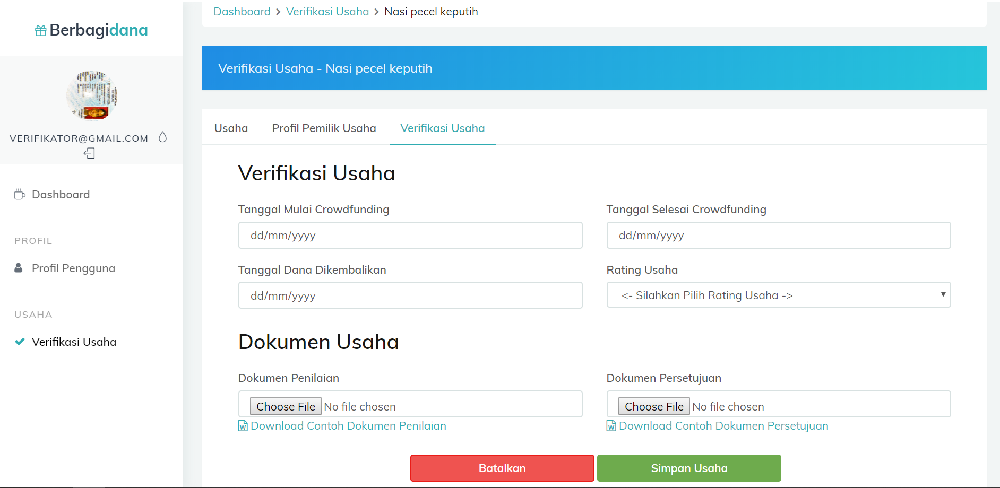 Dashboard > Verifikasi Usaha > Nasi pecel keputih
Berbagidana
VERIFIKATOR@GMAIL.COM
Dashboard
PROFIL
Profil Pengguna
USAHA
Verifikasi Usaha
Verifikasi Usaha - Nasi pecel keputih
Usaha Profil Pemilik Usaha Verifikasi Usaha
Verifikasi Usaha
Tanggal Mulai Crowdfunding
dd/mm/yyyy
Tanggal Selesai Crowdfunding
dd/mm/yyyy
Tanggal Dana Dikembalikan
dd/mm/yyyy
Rating Usaha
<- Silahkan Pilih Rating Usaha ->
Dokumen Usaha
Dokumen Penilaian
Choose File No file chosen
Download Contoh Dokumen Penilaian
Dokumen Persetujuan
Choose File No file chosen
Download Contoh Dokumen Persetujuan
Batalkan
Simpan Usaha